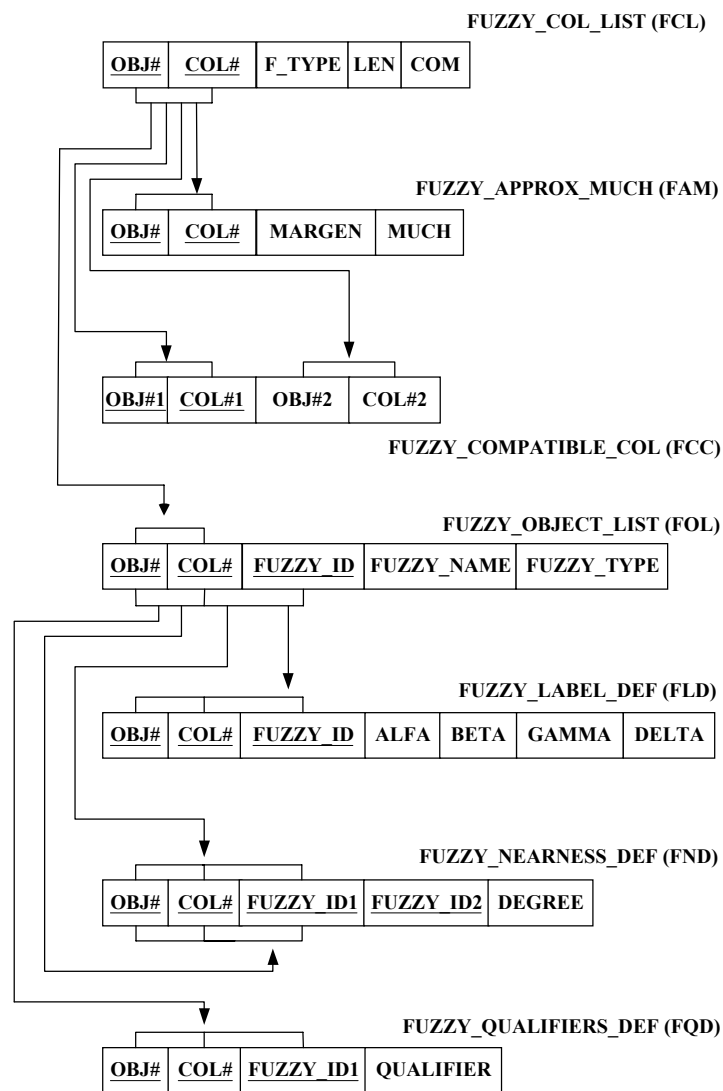 FUZZY_COL_LIST (FCL)
OBJ# COL# F_TYPE LEN COM
FUZZY_APPROX_MUCH (FAM)
OBJ# COL# MARGEN MUCH
OBJ#1 COL#1 OBJ#2 COL#2
FUZZY_COMPATIBLE_COL (FCC)
FUZZY_OBJECT_LIST (FOL)
OBJ# COL# FUZZY_ID FUZZY_NAME FUZZY_TYPE
FUZZY_LABEL_DEF (FLD)
OBJ# COL# FUZZY_ID ALFA BETA GAMMA DELTA
FUZZY_NEARNESS_DEF (FND)
OBJ# COL# FUZZY_ID1 FUZZY_ID2 DEGREE
FUZZY_QUALIFIERS_DEF (FQD)
OBJ# COL# FUZZY_ID1 QUALIFIER